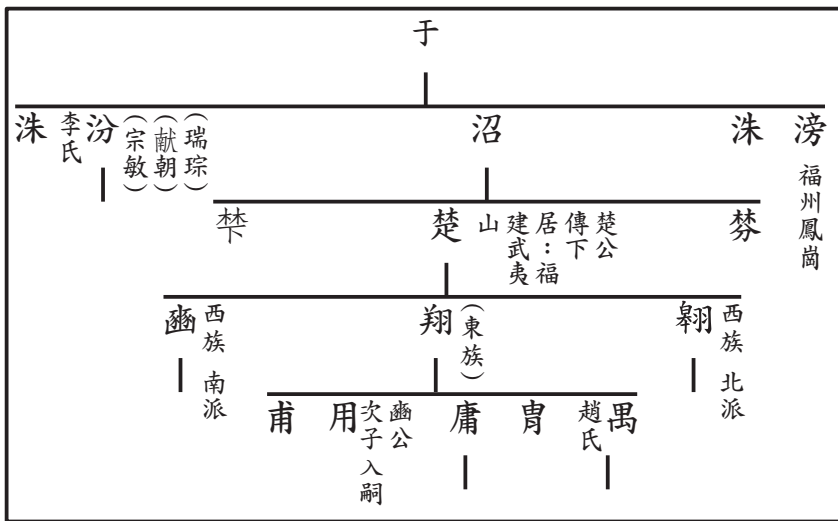 于
滂
福州鳳崗
洙
沼
(瑞琮)
(献朝)
(宗敏)
汾
李氏
洙
棼
楚公
傳下
居：福
建武夷
山
楚
西族 北派
翱
(東族)
翔
西族 南派
豳
禺
趙氏
胄
庸
豳公
次子入嗣
用
甫